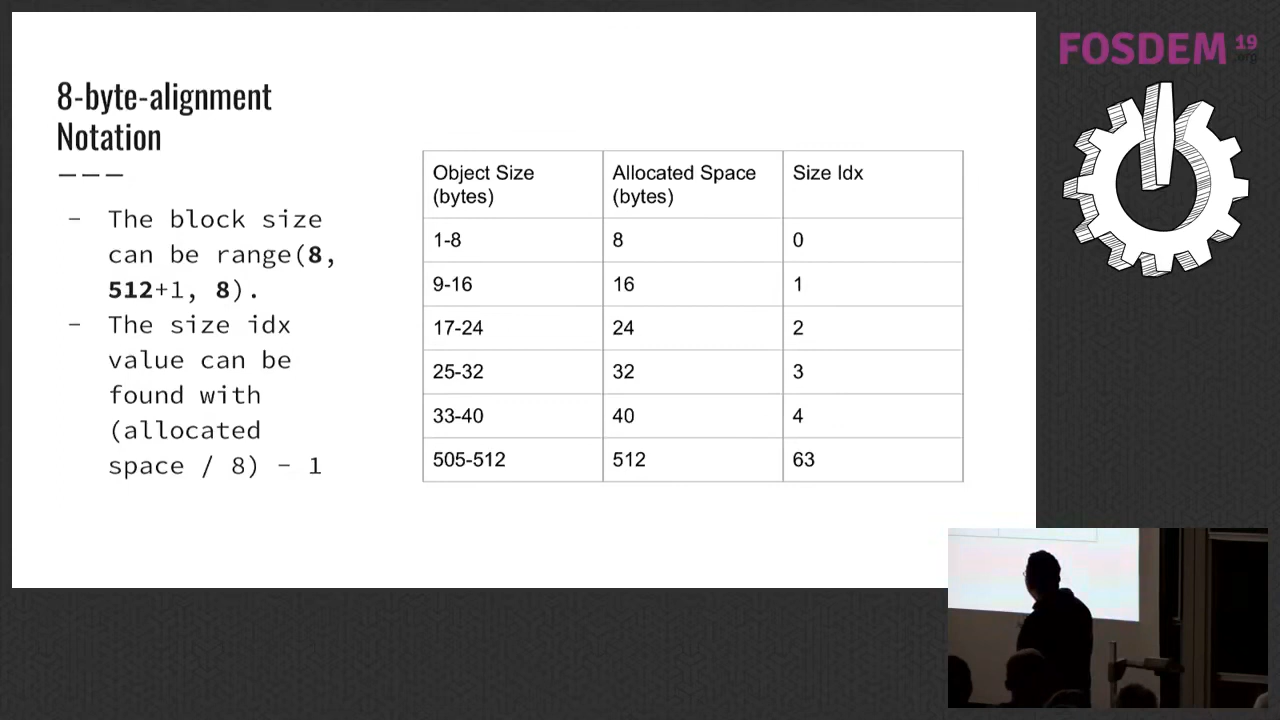 8-byte-alignment
Notation
- The block size
can be range(8,
512+1, 8).
- The size idx
value can be
found with
(allocated
space / 8) - 1
Object Size (bytes) Allocated Space (bytes) Size Idx
1-8 8 0
9-16 16 1
17-24 24 2
25-32 32 3
33-40 40 4
505-512 512 63
FOSDEM 19
.org